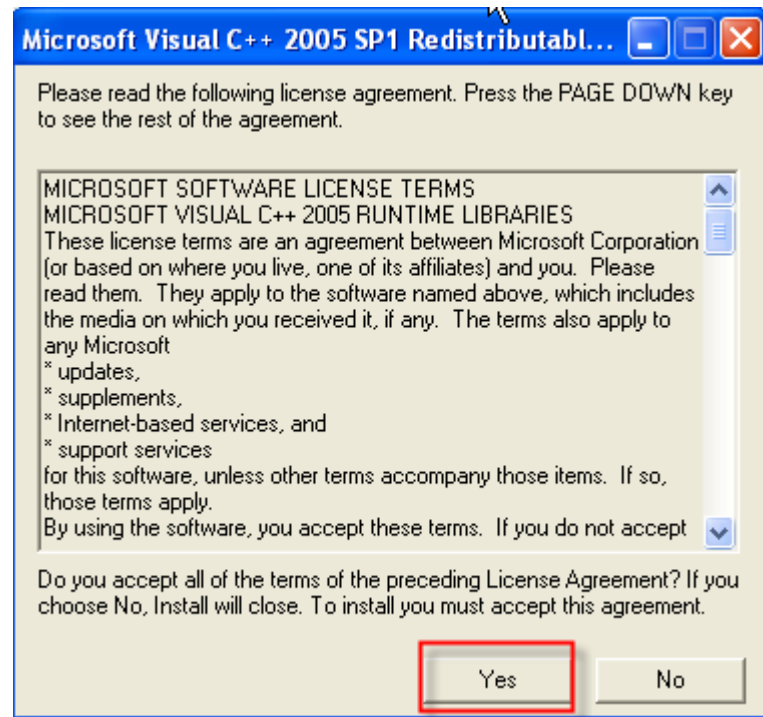 Microsoft Visual C++ 2005 SP1 Redistributabl...
Please read the following license agreement. Press the PAGE DOWN key
to see the rest of the agreement.
MICROSOFT SOFTWARE LICENSE TERMS
MICROSOFT VISUAL C++ 2005 RUNTIME LIBRARIES
These license terms are an agreement between Microsoft Corporation
(or based on where you live, one of its affiliates) and you.  Please
read them.  They apply to the software named above, which includes
the media on which you received it, if any.  The terms also apply to
any Microsoft
* updates,
* supplements,
* Internet-based services, and
* support services
for this software, unless other terms accompany those items.  If so,
those terms apply.
By using the software, you accept these terms.  If you do not accept
Do you accept all of the terms of the preceding License Agreement? If you
choose No, Install will close. To install you must accept this agreement.
Yes
No